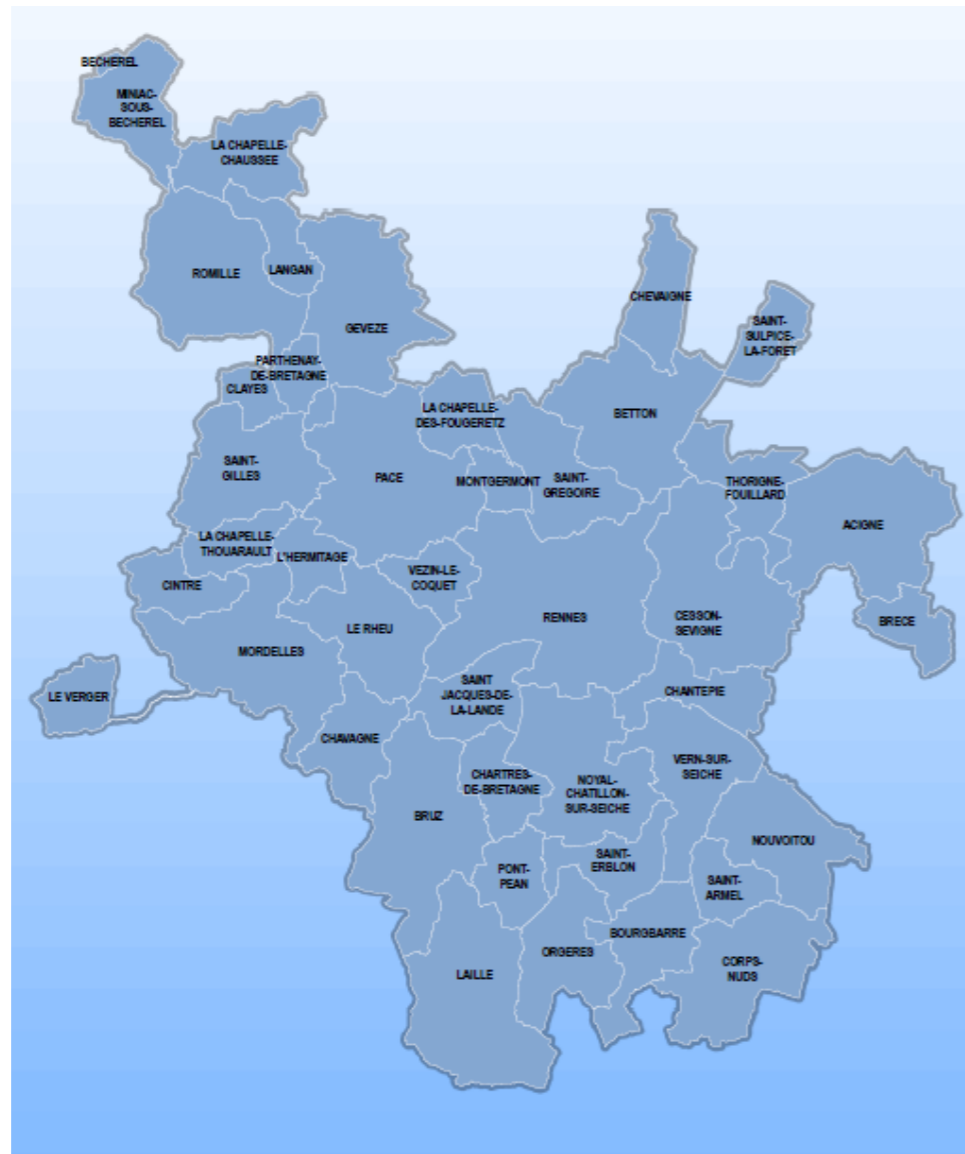 BECHEREL
MINIAC-
SOUS-
BECHEREL
LA CHAPELLE-
CHAUSSEE
ROMILLE
LANGAN
GEVEZE
CHEVAIGNE
SAINT-
SULPICE-
LA-FORET
PARTHENAY-
DE-BRETAGNE
CLAYES
LA CHAPELLE-
DES-FOUGERETZ
BETTON
SAINT-
GILLES
PACE
MONTGERMONT
SAINT-
GREGOIRE
THORIGNE-
FOUILLARD
ACIGNE
LA CHAPELLE-
THOUARAULT
L'HERMITAGE
VEZIN-LE-
COQUET
CINTRE
LE RHEU
RENNES
CESSON-
SEVIGNE
BRECE
MORDELLES
LE VERGER
SAINT
JACQUES-DE-
LA-LANDE
CHANTEPIE
CHAVAGNE
VERN-SUR-
SEICHE
CHARTRES-
DE-BRETAGNE
NOYAL-
CHATILLON-
SUR-SEICHE
BRUZ
NOUVOITOU
SAINT-
ERBLON
PONT-
PEAN
SAINT-
ARMEL
BOURGBARRE
ORGERES
CORPS-
NUDS
LAILLE